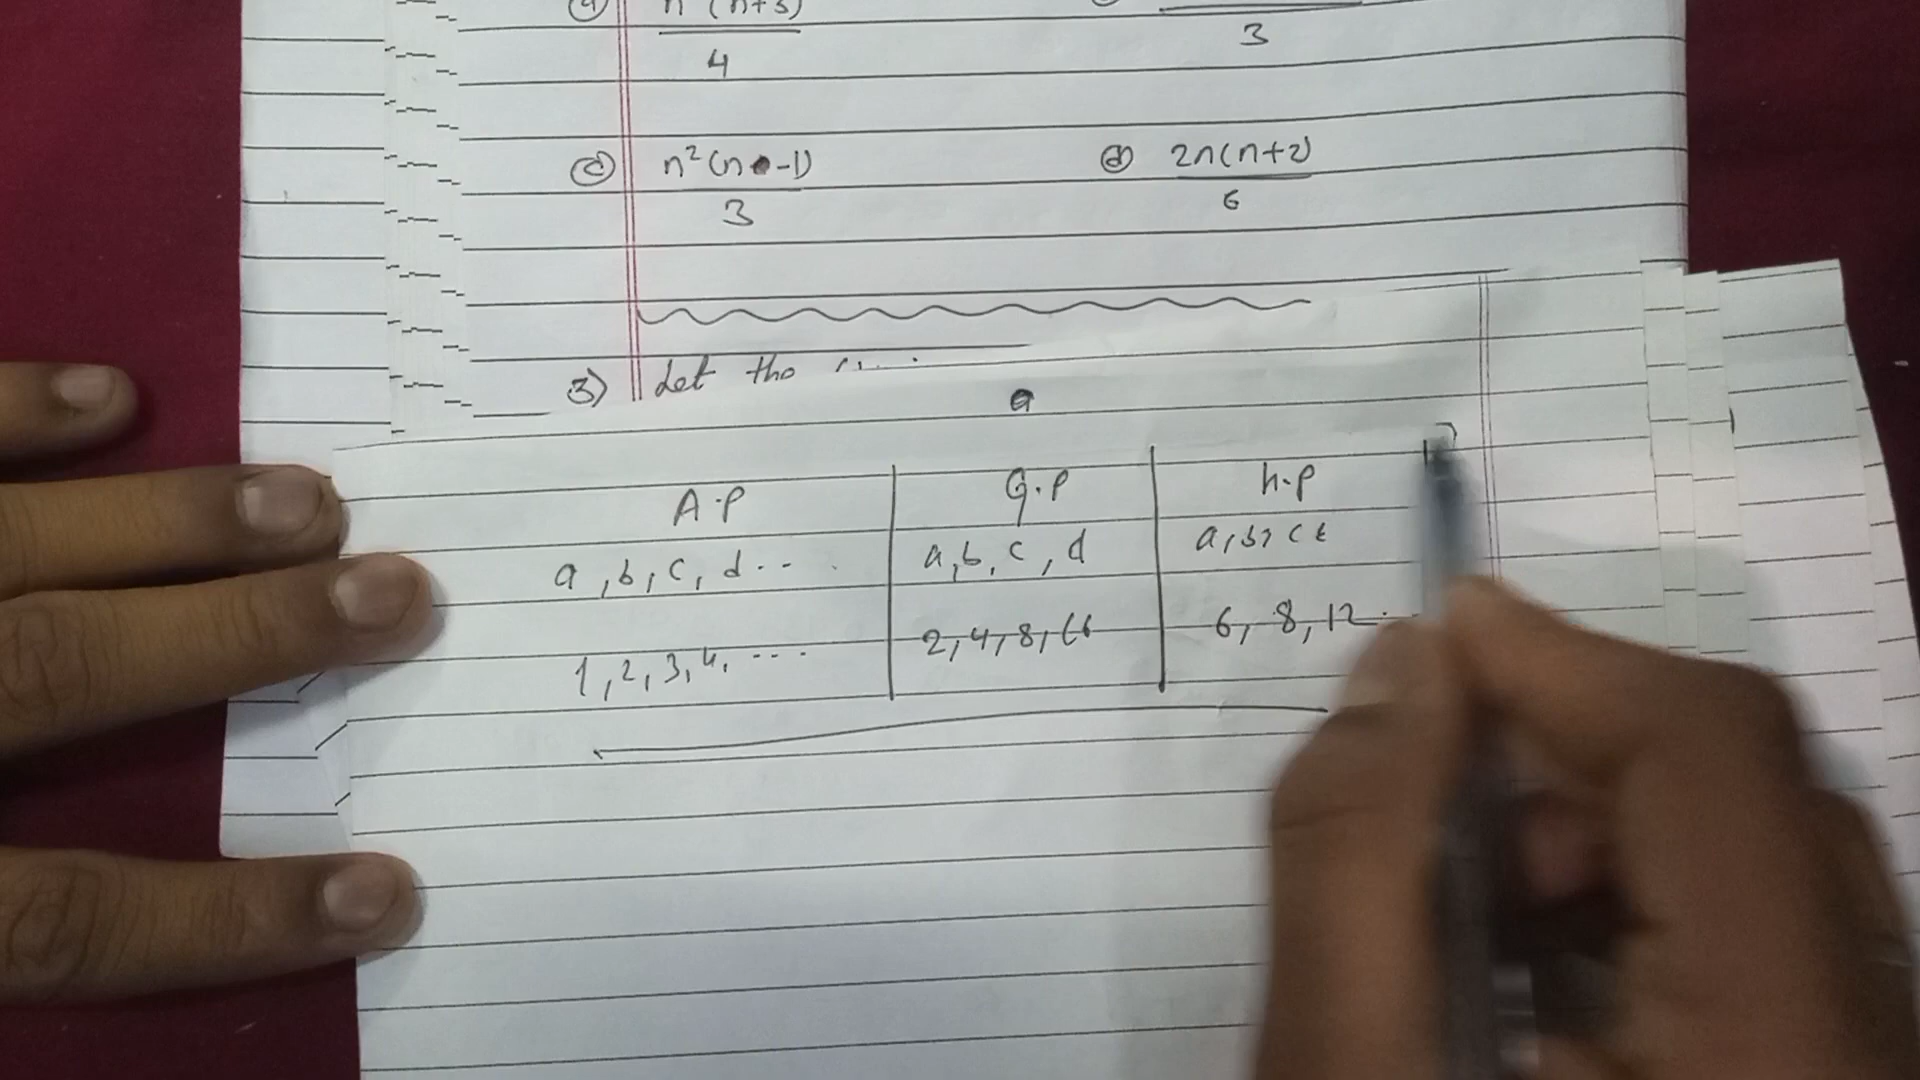 n (n+3)
4
3
(c) n²(n-1)
3
(d) 2n(n+2)
6
3) Let the
A.P G.P h.p
a, b, c, d... a, b, c, d a, b, c
1, 2, 3, 4, .... 2, 4, 8, 16 6, 8, 12